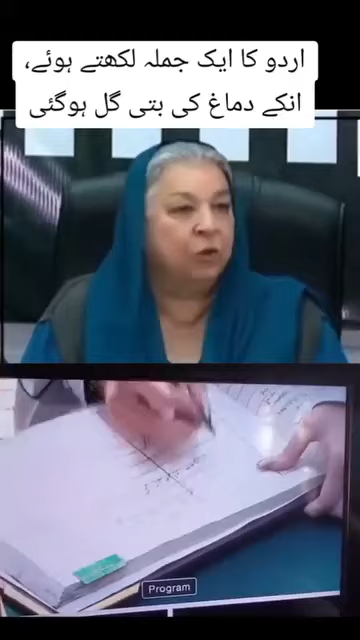 اردو کا ایک جملہ لکھتے ہوئے،
انکے دماغ کی بتی گل ہوگئی
Program